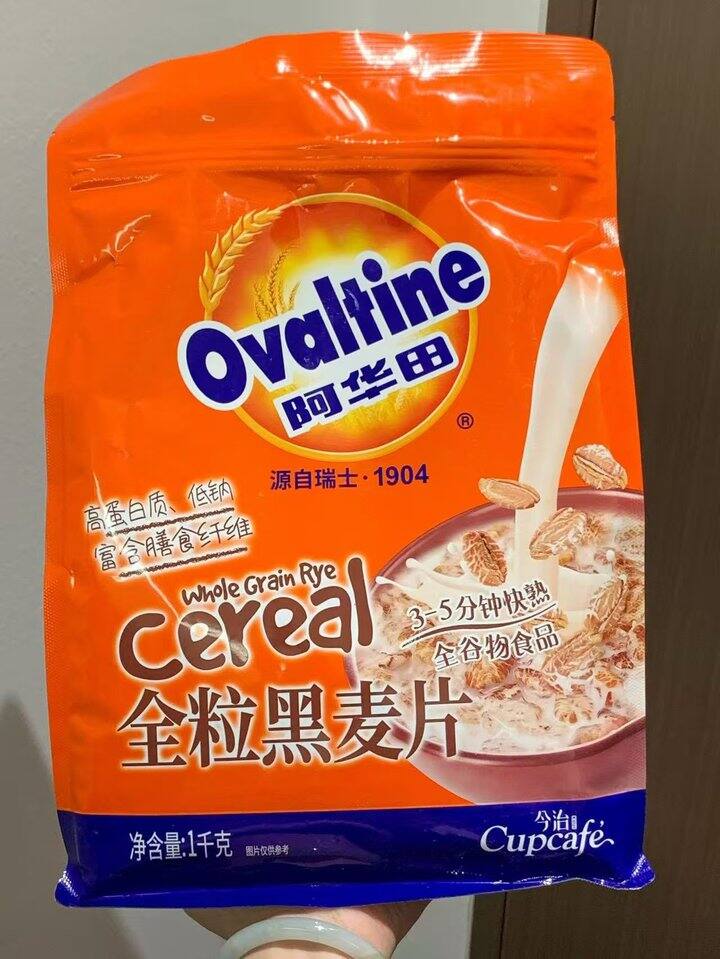 Ovaltine
阿华田
®
源自瑞士·1904
高蛋白质、低钠
富含膳食纤维
Whole Grain Rye
cereal
3-5分钟快熟
全谷物食品
全粒黑麦片
净含量:1千克
图片仅供参考
今治
Cupcafé